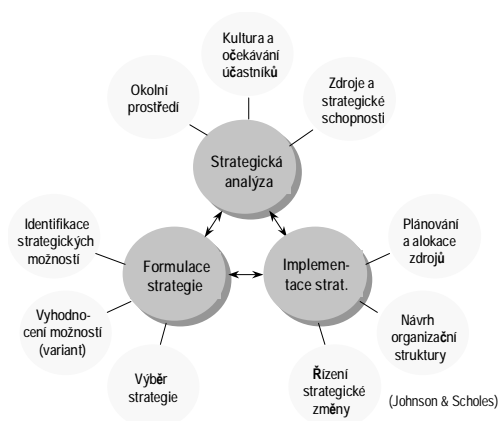 Kultura a
očekávání
účastníků
Okolní
prostředí
Zdroje a
strategické
schopnosti
Strategická
analýza
Identifikace
strategických
možností
Formulace
strategie
Implemen-
tace strat.
Plánování
a alokace
zdrojů
Vyhodno-
cení možností
(variant)
Návrh
organizační
struktury
Výběr
strategie
Řízení
strategické
změny
(Johnson & Scholes)